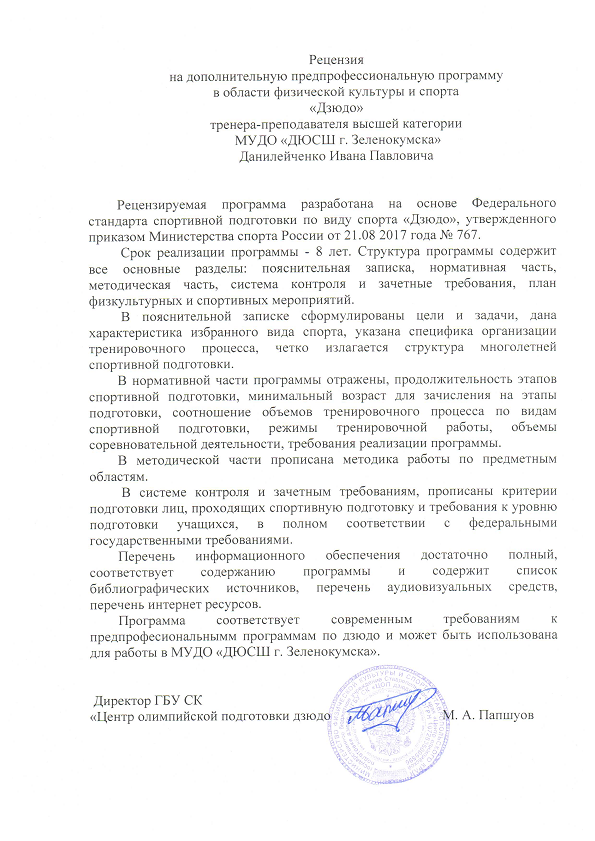 Рецензия
на дополнительную предпрофессиональную программу
в области физической культуры и спорта
«Дзюдо»
тренера-преподавателя высшей категории
МУДО «ДЮСШ г. Зеленокумска»
Данилейченко Ивана Павловича
Рецензируемая программа разработана на основе Федерального
стандарта спортивной подготовки по виду спорта «Дзюдо», утвержденного
приказом Министерства спорта России от 21.08 2017 года № 767.
Срок реализации программы - 8 лет. Структура программы содержит
все основные разделы: пояснительная записка, нормативная часть,
методическая часть, система контроля и зачетные требования, план
физкультурных и спортивных мероприятий.
В пояснительной записке сформулированы цели и задачи, дана
характеристика избранного вида спорта, указана специфика организации
тренировочного процесса, четко излагается структура многолетней
спортивной подготовки.
В нормативной части программы отражены, продолжительность этапов
спортивной подготовки, минимальный возраст для зачисления на этапы
подготовки, соотношение объемов тренировочного процесса по видам
спортивной подготовки, режимы тренировочной работы, объемы
соревновательной деятельности, требования реализации программы.
В методической части прописана методика работы по предметным
областям.
В системе контроля и зачетным требованиям, прописаны критерии
подготовки лиц, проходящих спортивную подготовку и требования к уровню
подготовки учащихся, в полном соответствии с федеральными
государственными требованиями.
Перечень информационного обеспечения достаточно полный,
соответствует содержанию программы и содержит список
библиографических источников, перечень аудиовизуальных средств,
перечень интернет ресурсов.
Программа соответствует современным требованиям к
предпрофесиональнымм программам по дзюдо и может быть использована
для работы в МУДО «ДЮСШ г. Зеленокумска».
Директор ГБУ СК
«Центр олимпийской подготовки дзюдо М. А. Папшуов